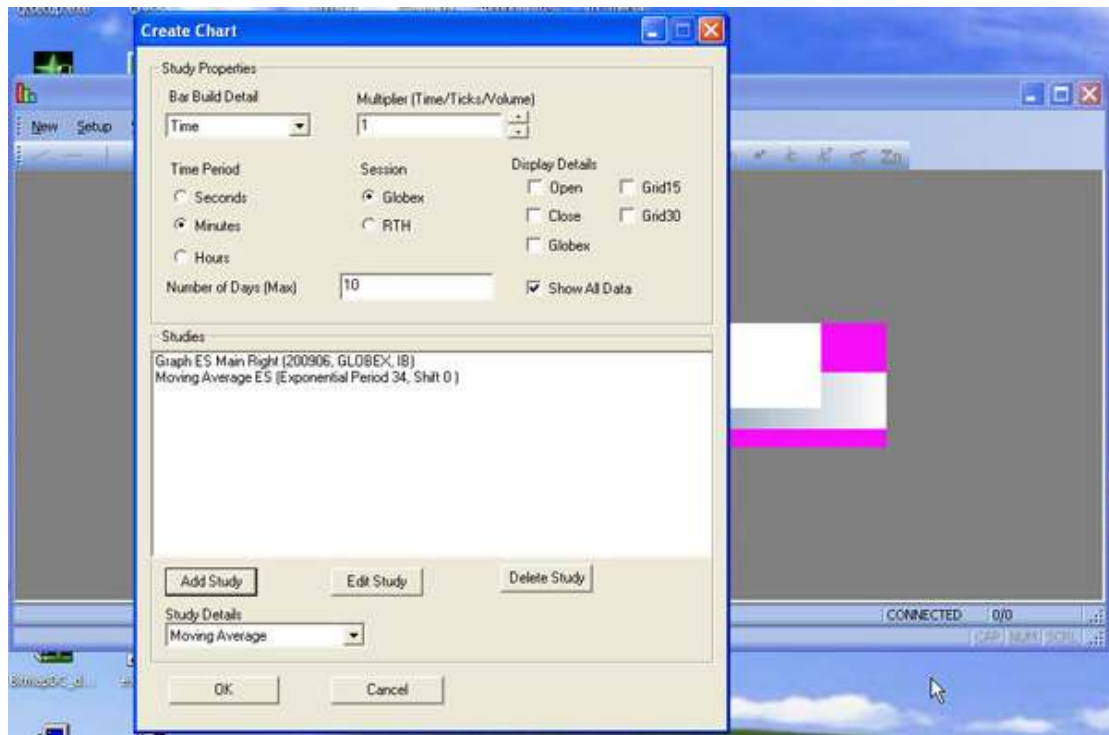 Create Chart
Study Properties
Bar Build Detail
Multiplier (Time/Ticks/Volume)
Time
1
New Setup
Zn
Time Period
Session
Display Details
Seconds
Globex
Open
Grid15
Minutes
RTH
Close
Grid30
Hours
Globex
Number of Days (Max)
10
Show All Data
Studies
Graph ES Main Right (200906, GLOBEX, IB)
Moving Average ES (Exponential Period 34, Shift 0 )
Add Study
Edit Study
Delete Study
Study Details
Moving Average
CONNECTED 0/0
CAP NUM SCRL
OK
Cancel